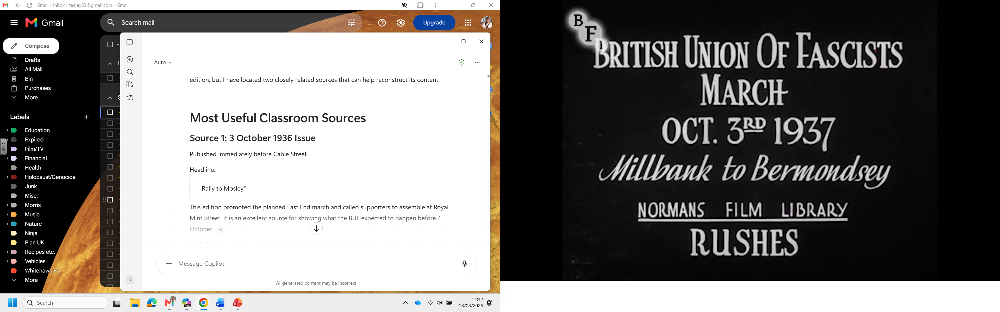 Gmail - Inbox - teejay63@gmail.com - Gmail
Gmail
Search mail
Upgrade
Compose
Drafts
All Mail
Bin
Purchases
More
Labels
Education
Expired
Film/TV
Financial
Health
Holocaust/Genocide
Junk
Misc.
Morris
Music
Nature
Ninja
Plan UK
Recipes etc.
Vehicles
Whitehawk FC
More
Auto
edition, but I have located two closely related sources that can help reconstruct its content.
Most Useful Classroom Sources
Source 1: 3 October 1936 Issue
Published immediately before Cable Street.
Headline:
"Rally to Mosley"
This edition promoted the planned East End march and called supporters to assemble at Royal
Mint Street. It is an excellent source for showing what the BUF expected to happen before 4
October. ed
TJ
Message Copilot
AI-generated content may be incorrect
Search
M365
14:42
18/08/2026
B
F
I
BRITISH UNION OF FASCISTS
MARCH
OCT. 3RD 1937
Millbank to Bermondsey
NORMANS FILM LIBRARY
RUSHES